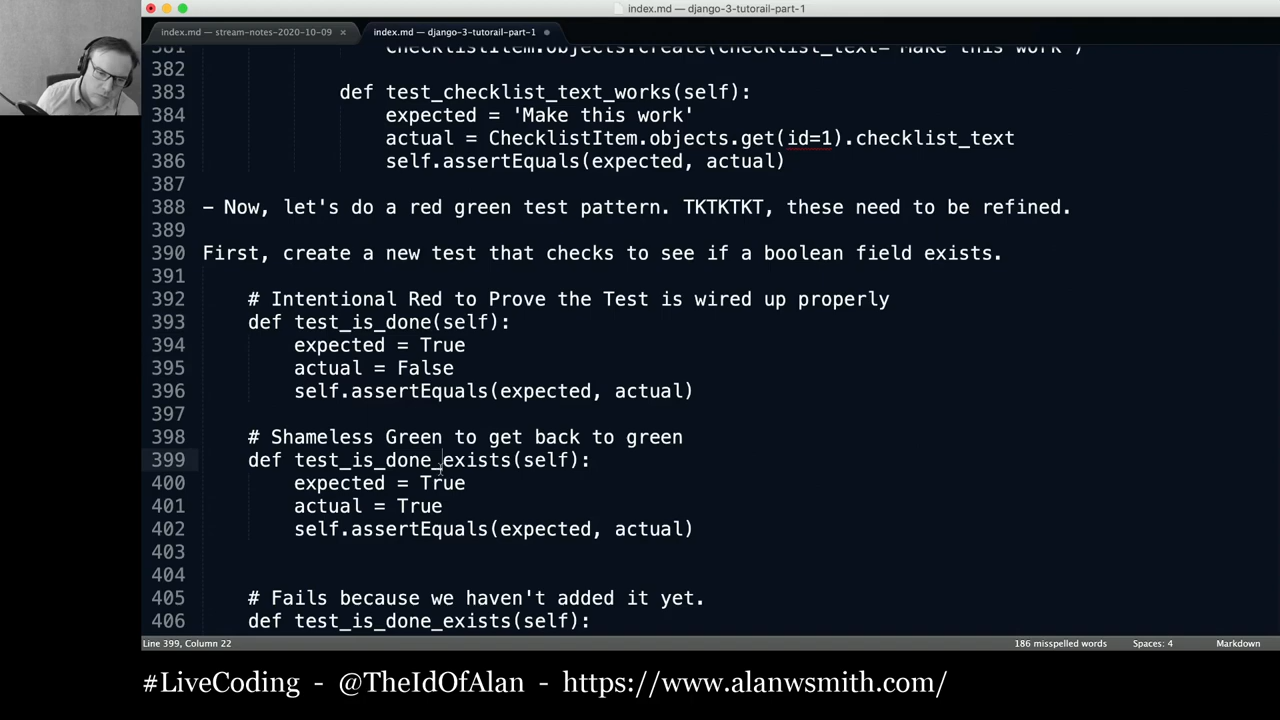 index.md — django-3-tutorail-part-1
index.md — stream-notes-2020-10-09 × index.md — django-3-tutorail-part-1
381 ChecklistItem.objects.create(checklist_text='Make this work')
382
383 def test_checklist_text_works(self):
384 expected = 'Make this work'
385 actual = ChecklistItem.objects.get(id=1).checklist_text
386 self.assertEquals(expected, actual)
387
388 - Now, let's do a red green test pattern. TKTKTKT, these need to be refined.
389
390 First, create a new test that checks to see if a boolean field exists.
391
392 # Intentional Red to Prove the Test is wired up properly
393 def test_is_done(self):
394 expected = True
395 actual = False
396 self.assertEquals(expected, actual)
397
398 # Shameless Green to get back to green
399 def test_is_done_exists(self):
400 expected = True
401 actual = True
402 self.assertEquals(expected, actual)
403
404
405 # Fails because we haven't added it yet.
406 def test_is_done_exists(self):
Line 399, Column 22 186 misspelled words Spaces: 4 Markdown
#LiveCoding - @TheIdOfAlan - https://www.alanwsmith.com/